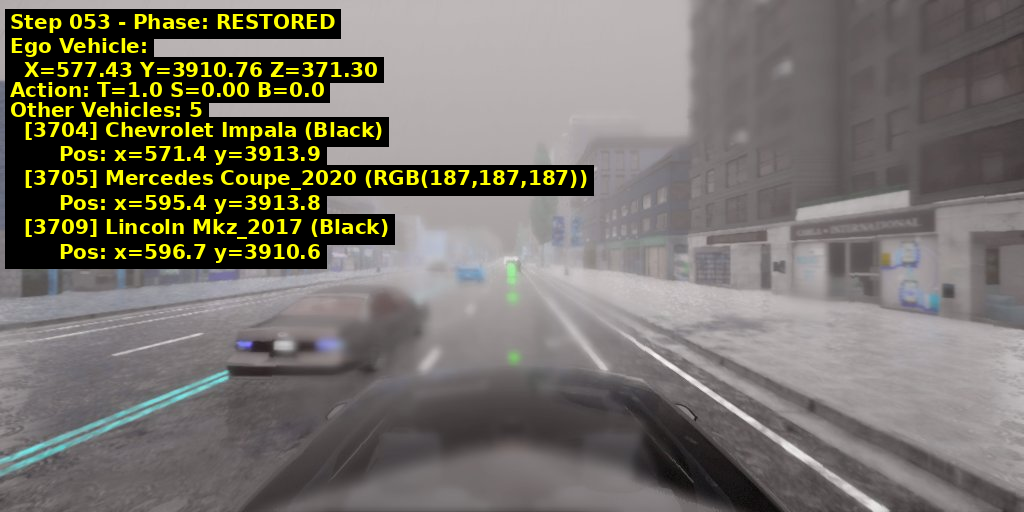 Step 053 - Phase: RESTORED
Ego Vehicle:
X=577.43 Y=3910.76 Z=371.30
Action: T=1.0 S=0.00 B=0.0
Other Vehicles: 5
[3704] Chevrolet Impala (Black)
Pos: x=571.4 y=3913.9
[3705] Mercedes Coupe_2020 (RGB(187,187,187))
Pos: x=595.4 y=3913.8
[3709] Lincoln Mkz_2017 (Black)
Pos: x=596.7 y=3910.6
CARLA INTERNATIONAL